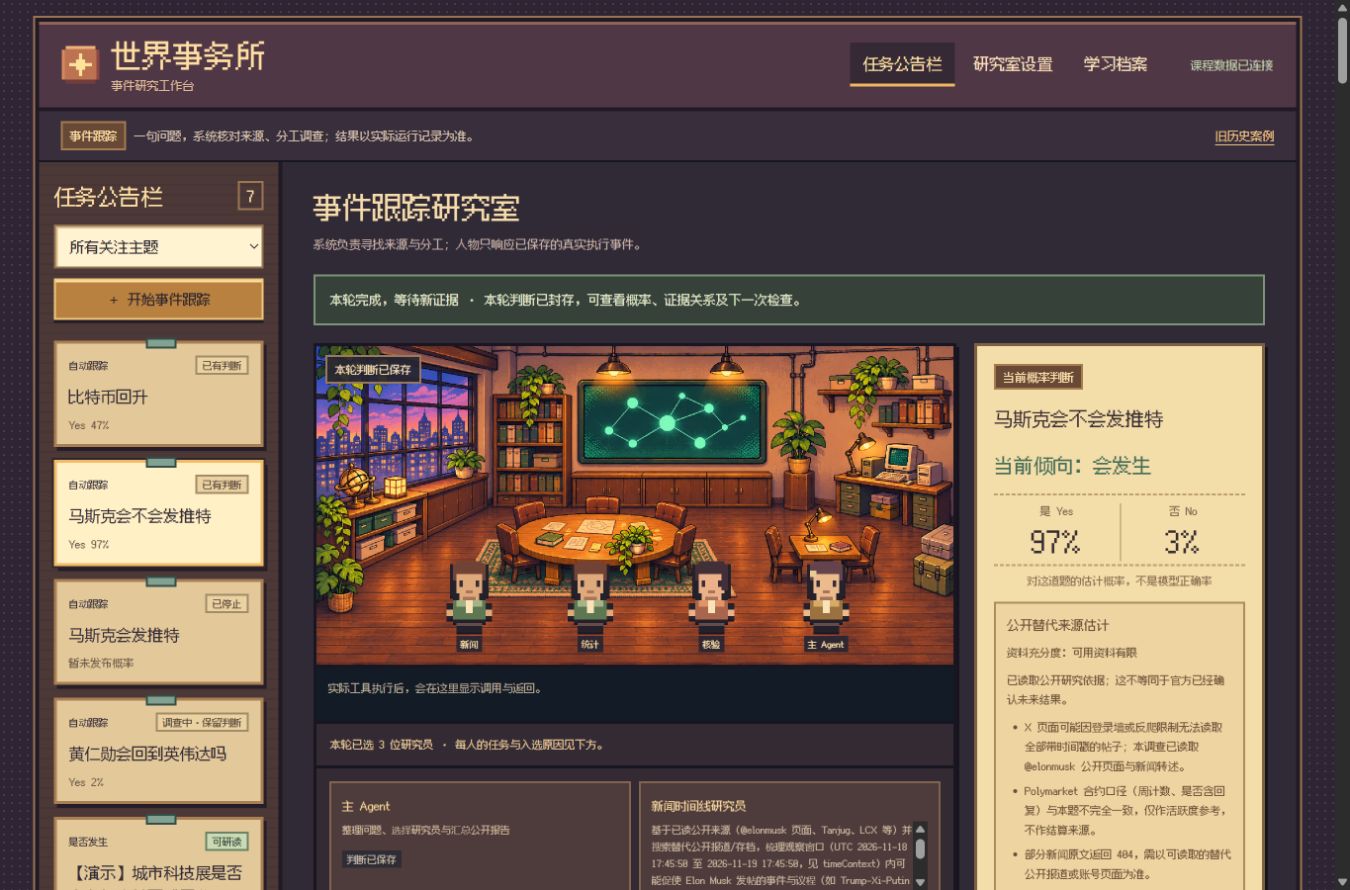 世界事务所
事件研究工作台
任务公告栏
研究室设置
学习档案
课程数据已连接
事件跟踪
一句问题，系统核对来源、分工调查；结果以实际运行记录为准。
旧历史案例
任务公告栏
7
所有关注主题
+ 开始事件跟踪
自动跟踪
已有判断
比特币回升
Yes 47%
自动跟踪
已有判断
马斯克会不会发推特
Yes 97%
自动跟踪
已停止
马斯克会发推特
暂未发布概率
自动跟踪
调查中·保留判断
黄仁勋会回到英伟达吗
Yes 2%
是否发生
可研读
【演示】城市科技展是否
事件跟踪研究室
系统负责寻找来源与分工；人物只响应已保存的真实执行事件。
本轮完成，等待新证据 · 本轮判断已封存，可查看概率、证据关系及下一次检查。
本轮判断已保存
新闻
统计
核验
主 Agent
实际工具执行后，会在这里显示调用与返回。
本轮已选 3 位研究员 · 每人的任务与入选原因见下方。
主 Agent
整理问题、选择研究员与汇总公开报告
判断已保存
新闻时间线研究员
基于已读公开来源（@elonmusk 页面、Tanjug、LCX 等）并
搜索替代公开报道/存档，梳理观察窗口（UTC 2026-11-18
17:45:58 至 2026-11-19 17:45:58，见 timeContext）内可
能促使 Elon Musk 发帖的事件与议程（如 Trump-Xi-Putin
当前概率判断
马斯克会不会发推特
当前倾向：会发生
是 Yes
97%
否 No
3%
对这道题的估计概率，不是模型正确率
公开替代来源估计
资料充分度：可用资料有限
已读取公开研究依据；这不等同于官方已经确
认未来结果。
• X 页面可能因登录墙或反爬限制无法读取
全部带时间戳的帖子；本调查已读取
@elonmusk 公开页面与新闻转述。
• Polymarket 合约口径（周计数、是否含回
复）与本题不完全一致，仅作活跃度参考，
不作结算来源。
• 部分新闻原文返回 404，需以可读取的替代
公开报道或账号页面为准。